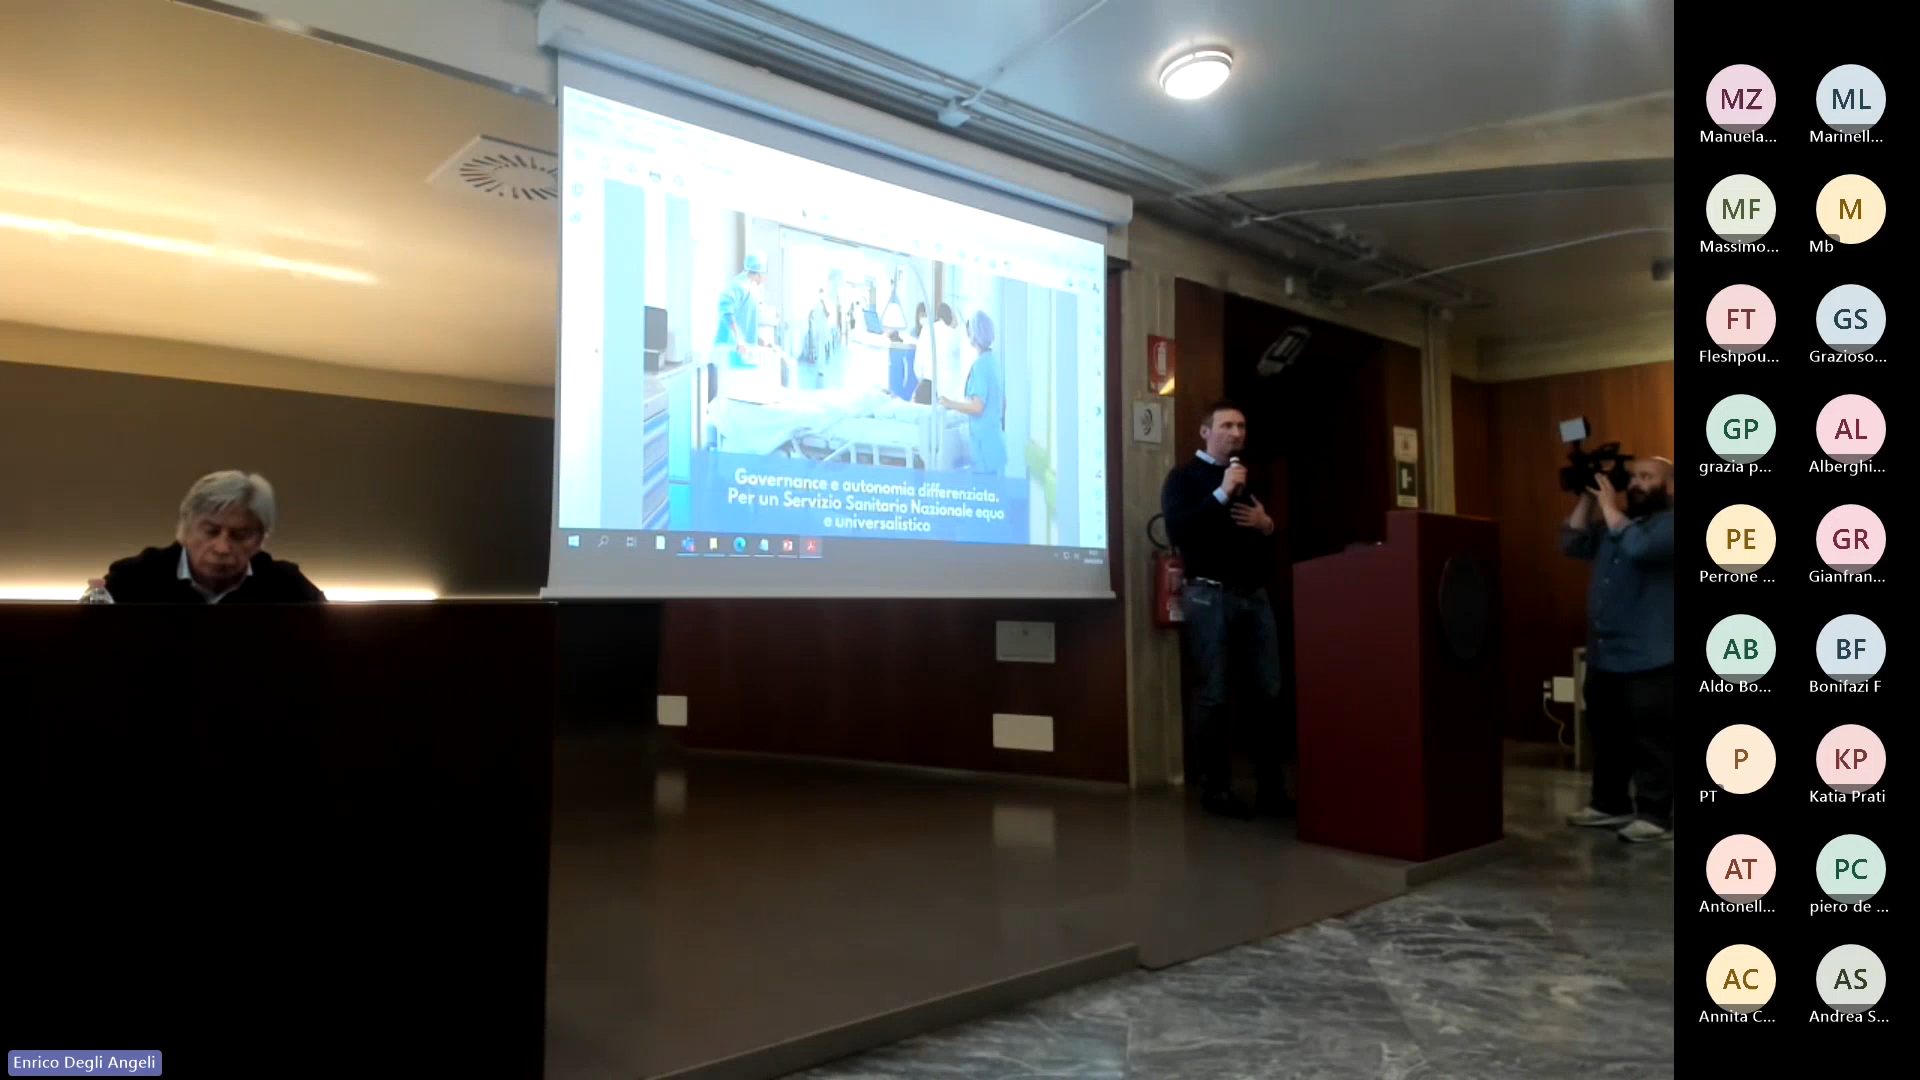 Governance e autonomia differenziata.
Per un Servizio Sanitario Nazionale equo
e universalistico
MZ
Manuela...
ML
Marinell...
MF
Massimo...
M
Mb
FT
Fleshpou...
GS
Grazioso...
GP
grazia p...
AL
Alberghi...
PE
Perrone ...
GR
Gianfran...
AB
Aldo Bo...
BF
Bonifazi F
P
PT
KP
Katia Prati
AT
Antonell...
PC
piero de ...
AC
Annita C...
AS
Andrea S...
Enrico Degli Angeli